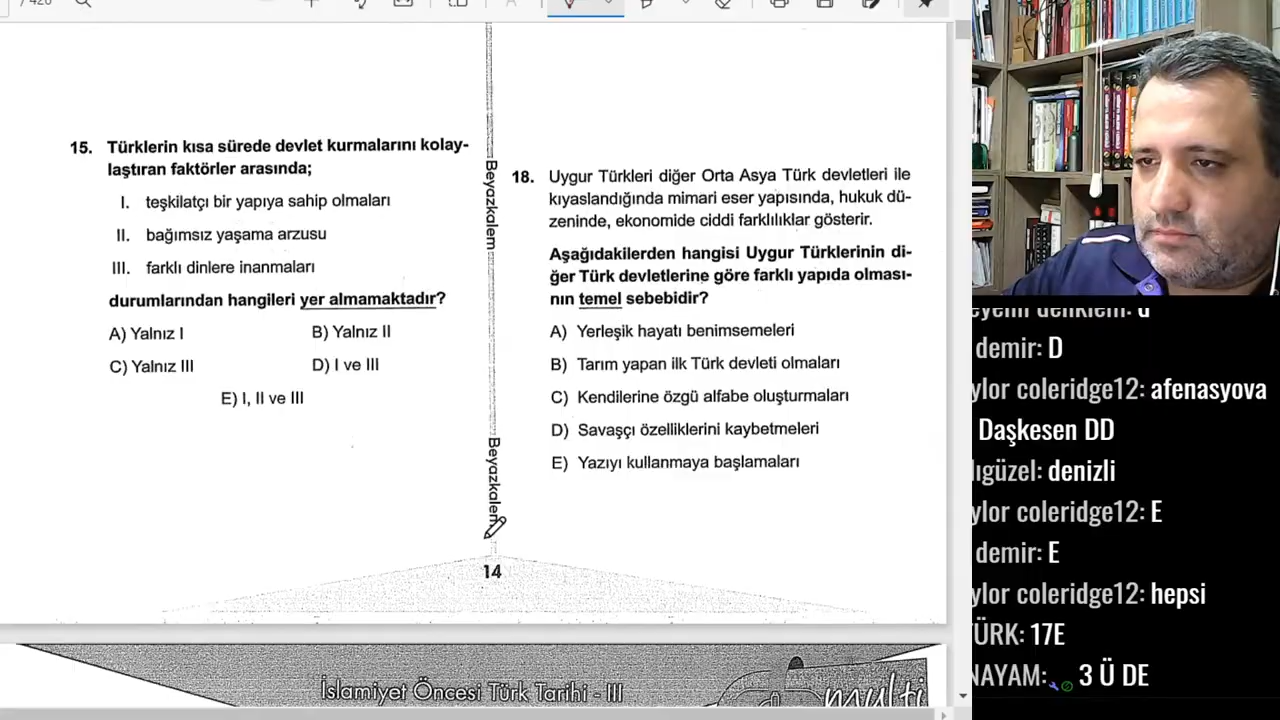 / 420
15. Türklerin kısa sürede devlet kurmalarını kolay-
laştıran faktörler arasında;
I. teşkilatçı bir yapıya sahip olmaları
II. bağımsız yaşama arzusu
III. farklı dinlere inanmaları
durumlarından hangileri yer almamaktadır?
A) Yalnız I
B) Yalnız II
C) Yalnız III
D) I ve III
E) I, II ve III
Beyazkalem
Beyazkalem
18. Uygur Türkleri diğer Orta Asya Türk devletleri ile
kıyaslandığında mimari eser yapısında, hukuk dü-
zeninde, ekonomide ciddi farklılıklar gösterir.
Aşağıdakilerden hangisi Uygur Türklerinin di-
ğer Türk devletlerine göre farklı yapıda olması-
nın temel sebebidir?
A) Yerleşik hayatı benimsemeleri
B) Tarım yapan ilk Türk devleti olmaları
C) Kendilerine özgü alfabe oluşturmaları
D) Savaşçı özelliklerini kaybetmeleri
E) Yazıyı kullanmaya başlamaları
14
İslamiyet Öncesi Türk Tarihi - III
multi
demir: D
ylor coleridge12: afenasyova
Daşkesen DD
ıgüzel: denizli
ylor coleridge12: E
demir: E
ylor coleridge12: hepsi
ÜRK: 17E
NAYAM: 3 Ü DE